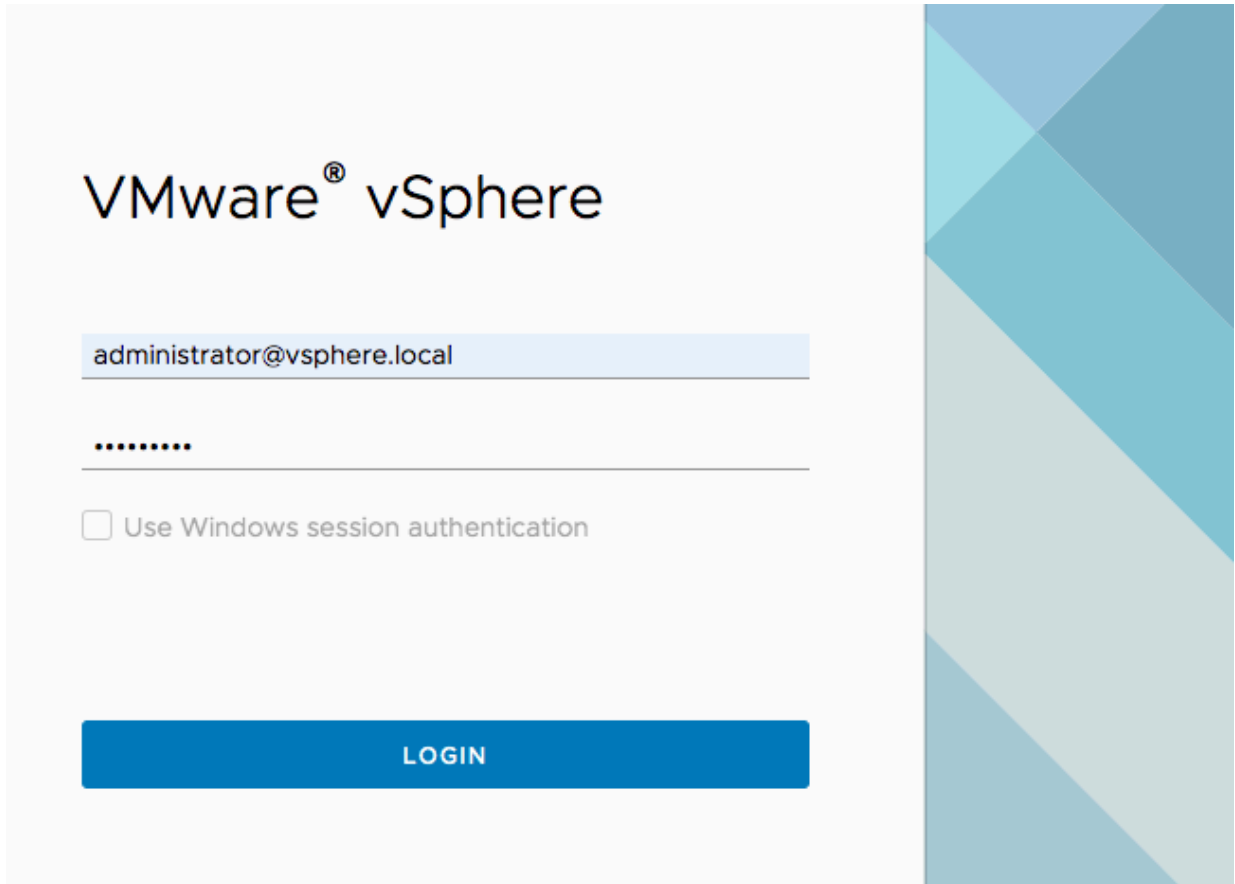 VMware® vSphere
administrator@vsphere.local
•••••••••
Use Windows session authentication
LOGIN